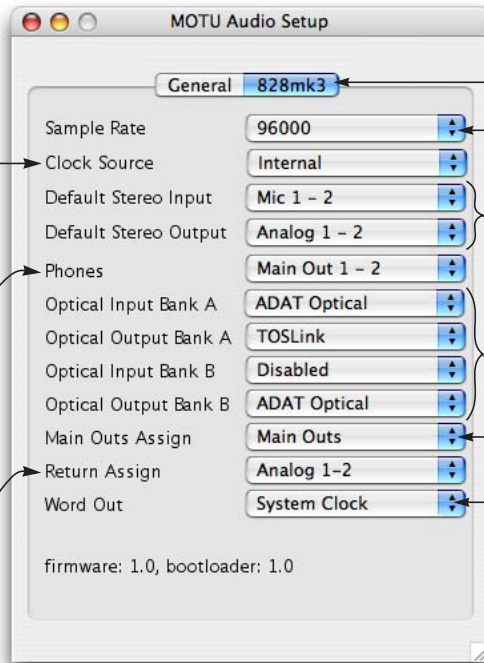 MOTU Audio Setup
General 828mk3
Sample Rate 96000
Clock Source Internal
Default Stereo Input Mic 1 – 2
Default Stereo Output Analog 1 – 2
Phones Main Out 1 – 2
Optical Input Bank A ADAT Optical
Optical Output Bank A TOSLink
Optical Input Bank B Disabled
Optical Output Bank B ADAT Optical
Main Outs Assign Main Outs
Return Assign Analog 1-2
Word Out System Clock
firmware: 1.0, bootloader: 1.0